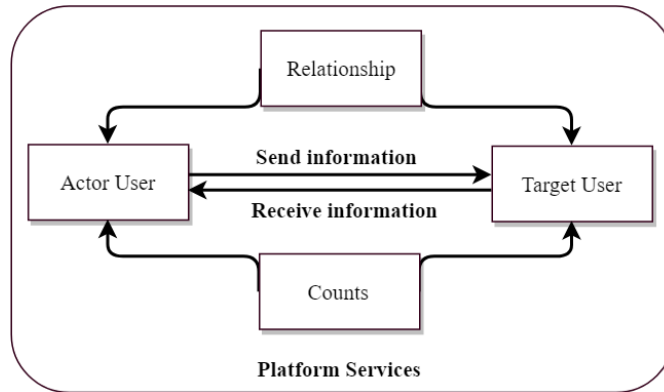 Relationship
Send information
Actor User
Target User
Receive information
Counts
Platform Services